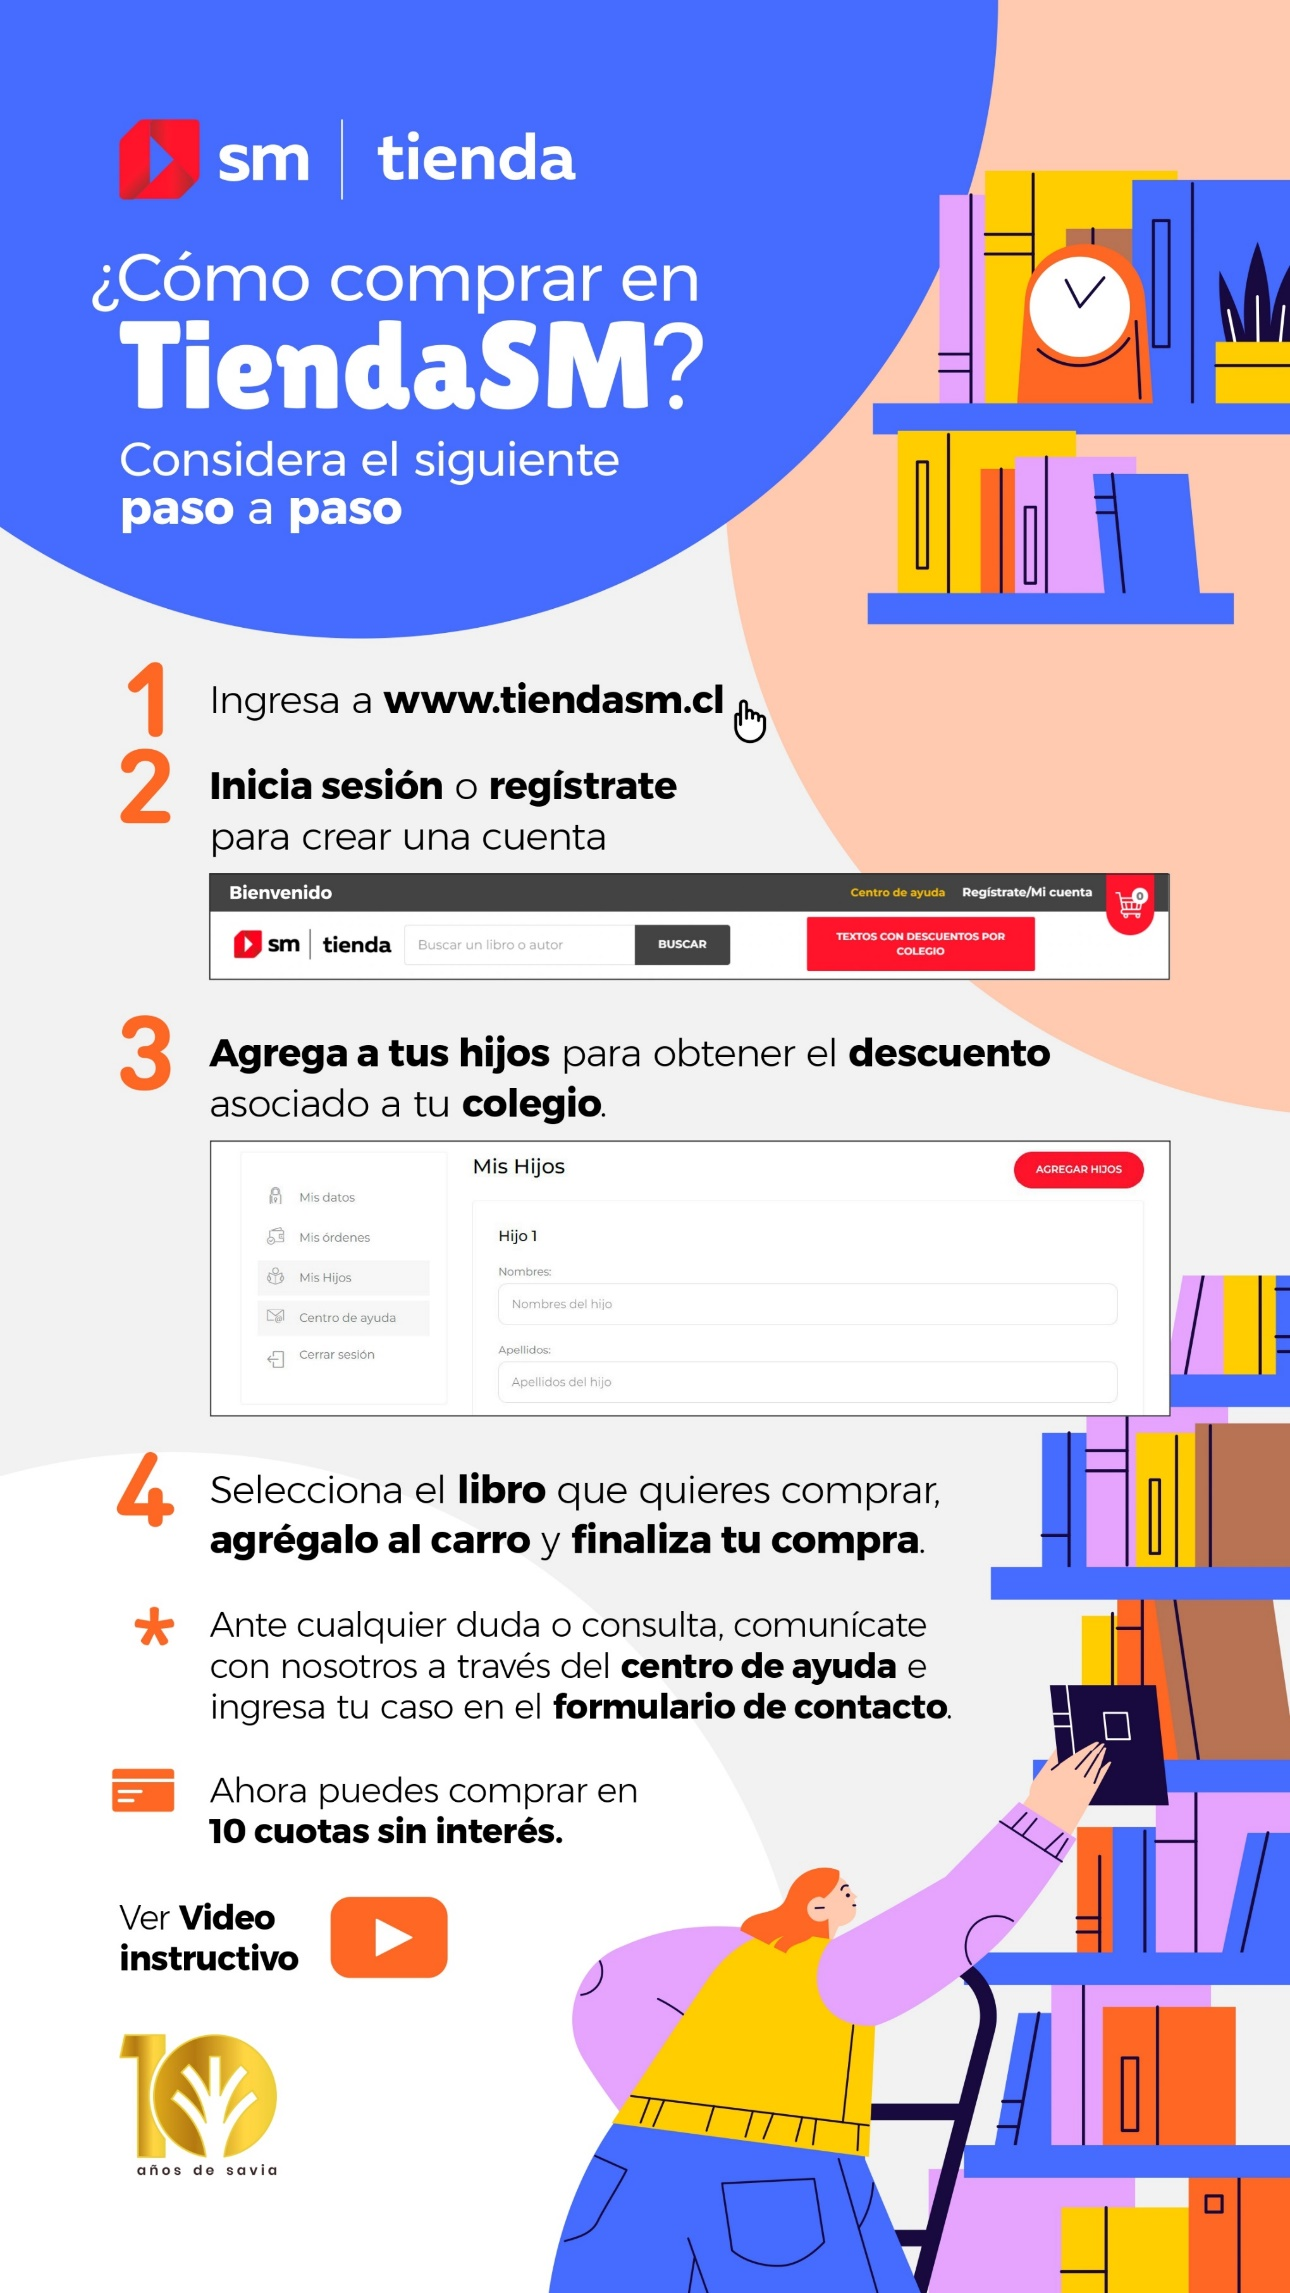 sm | tienda
¿Cómo comprar en
TiendaSM?
Considera el siguiente
paso a paso
1 Ingresa a www.tiendasm.cl
2 Inicia sesión o regístrate
para crear una cuenta
Bienvenido Centro de ayuda Regístrate/Mi cuenta 0
sm | tienda Buscar un libro o autor BUSCAR TEXTOS CON DESCUENTOS POR
COLEGIO
3 Agrega a tus hijos para obtener el descuento
asociado a tu colegio.
Mis datos
Mis órdenes
Mis Hijos
Centro de ayuda
Cerrar sesión
Mis Hijos AGREGAR HIJOS
Hijo 1
Nombres:
Nombres del hijo
Apellidos:
Apellidos del hijo
4 Selecciona el libro que quieres comprar,
agrégalo al carro y finaliza tu compra.
* Ante cualquier duda o consulta, comunícate
con nosotros a través del centro de ayuda e
ingresa tu caso en el formulario de contacto.
Ahora puedes comprar en
10 cuotas sin interés.
Ver Video
instructivo
10
años de savia